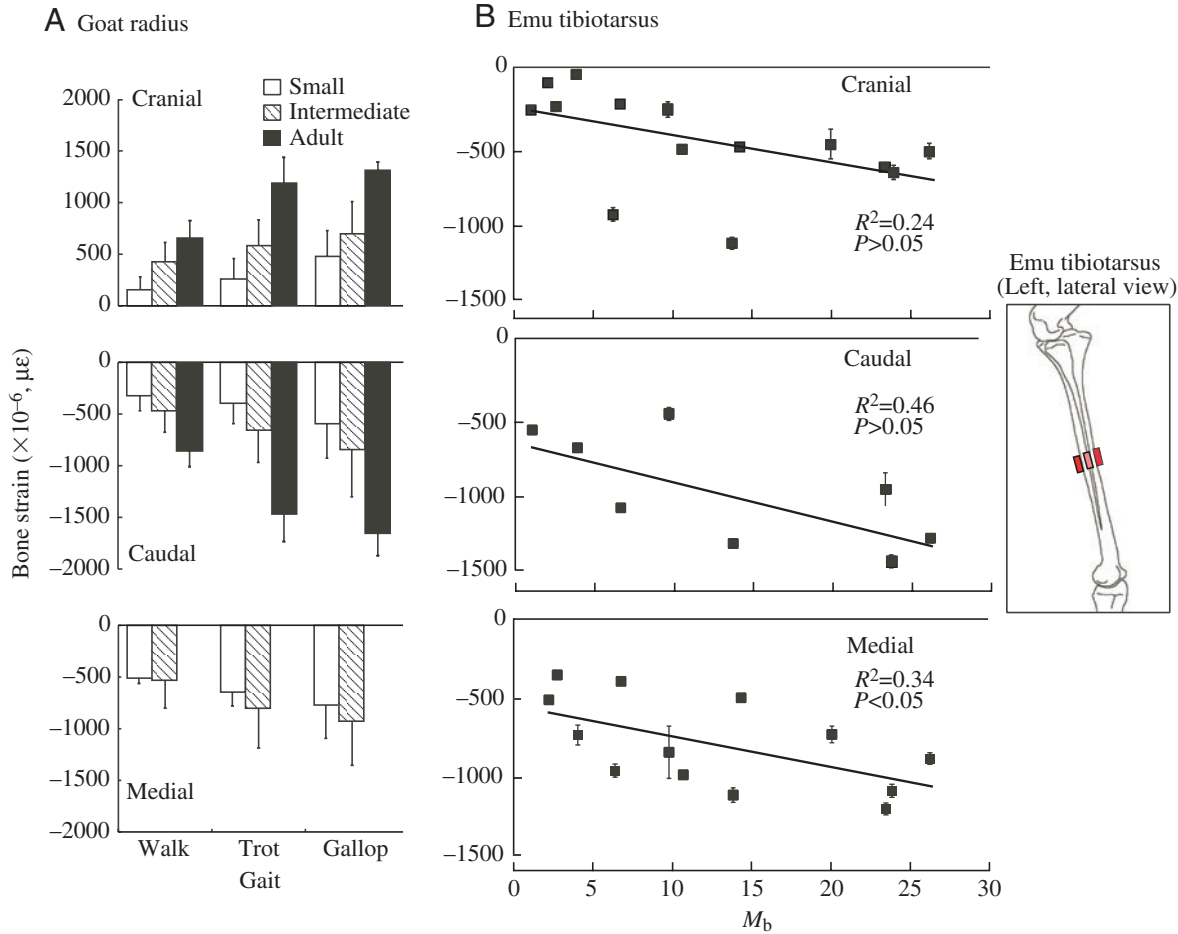 A Goat radius
Small
Intermediate
Adult
Cranial
2000
1500
1000
500
0
Bone strain (×10⁻⁶, µε)
0
–500
–1000
–1500
–2000
Caudal
0
–500
–1000
–1500
–2000
Medial
Walk Trot Gallop
Gait
B Emu tibiotarsus
0
–500
–1000
–1500
Cranial
R²=0.24
P>0.05
0
–500
–1000
–1500
Caudal
R²=0.46
P>0.05
0
–500
–1000
–1500
Medial
R²=0.34
P<0.05
0 5 10 15 20 25 30
Mb
Emu tibiotarsus
(Left, lateral view)